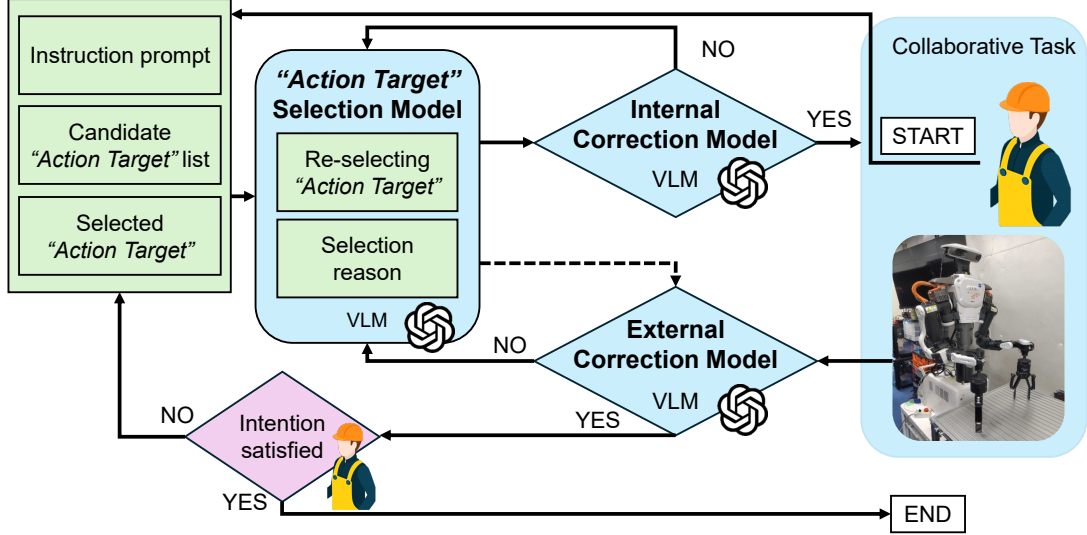 Instruction prompt
Candidate
“Action Target” list
Selected
“Action Target”
“Action Target”
Selection Model
Re-selecting
“Action Target”
Selection
reason
VLM
NO
Internal
Correction Model
VLM
YES
Collaborative Task
START
External
Correction Model
VLM
NO
YES
Intention
satisfied
NO
YES
END